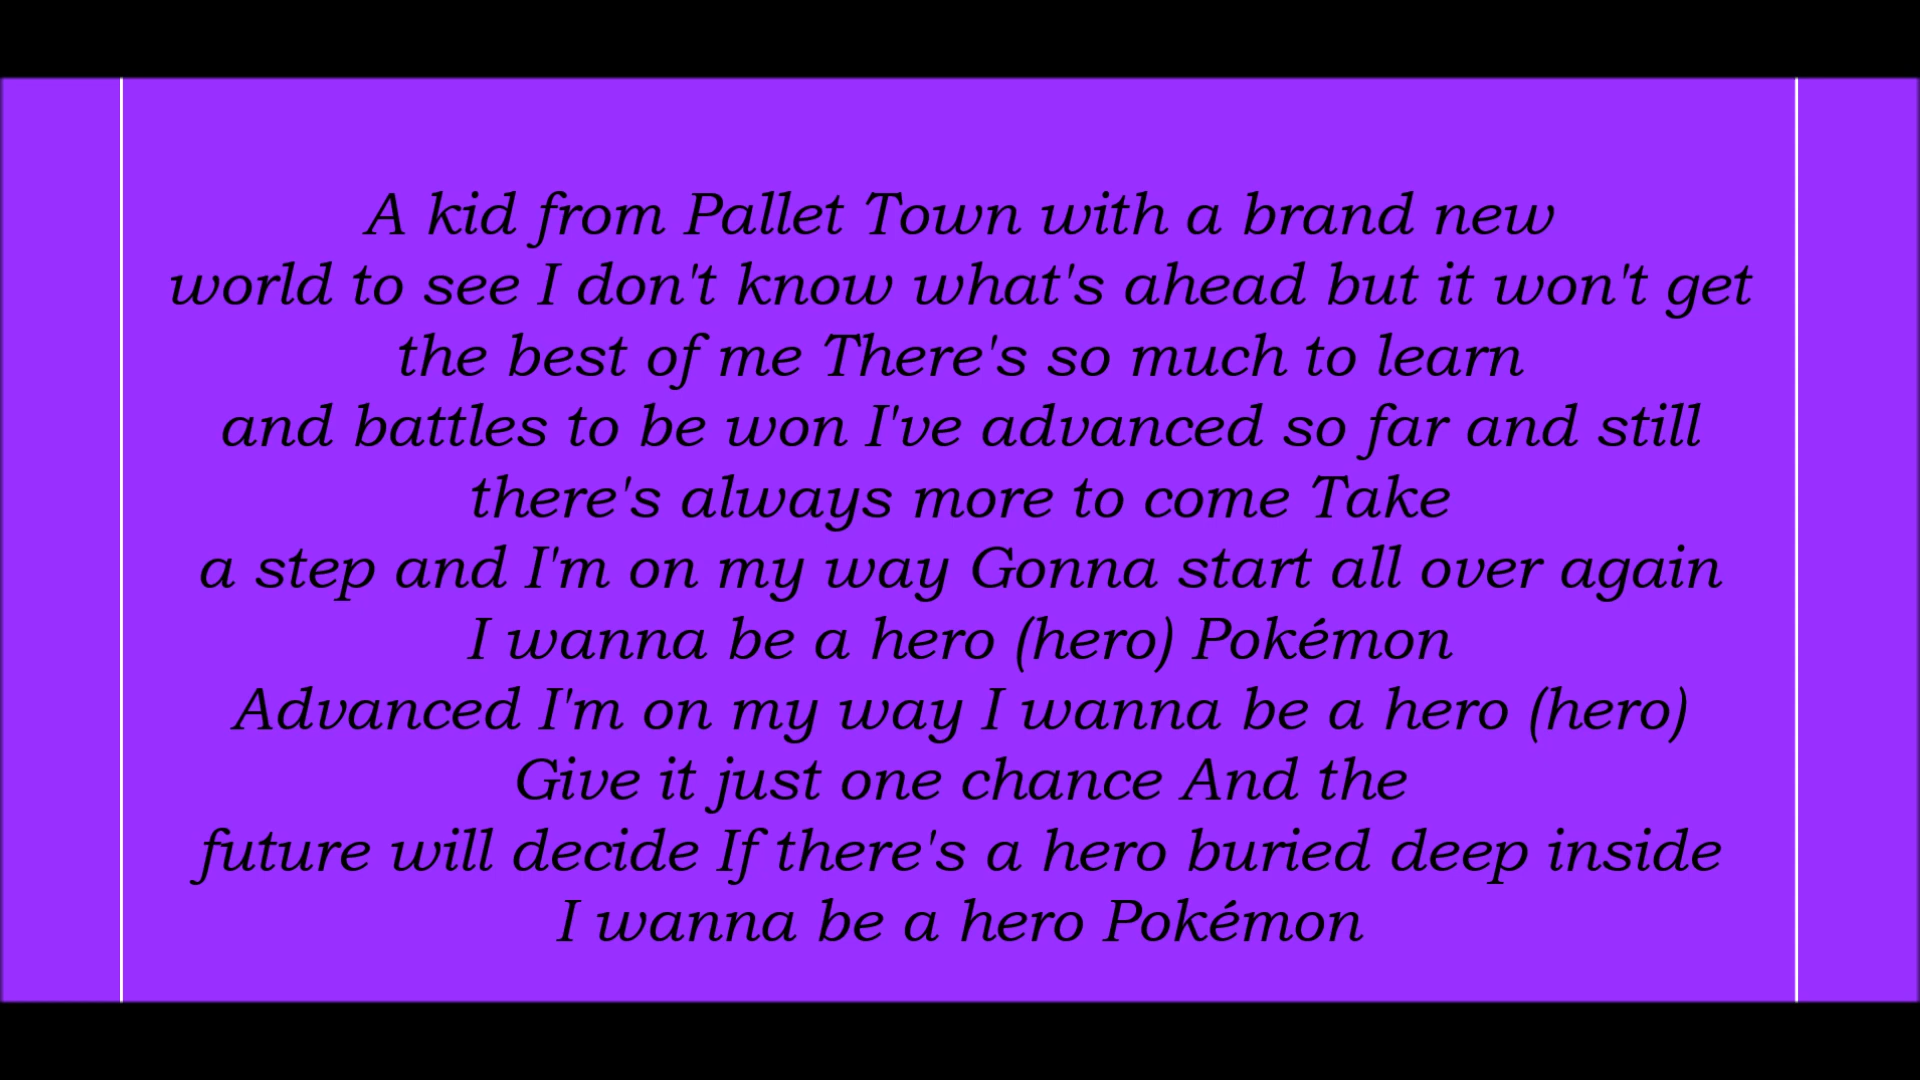 A kid from Pallet Town with a brand new
world to see I don't know what's ahead but it won't get
the best of me There's so much to learn
and battles to be won I've advanced so far and still
there's always more to come Take
a step and I'm on my way Gonna start all over again
I wanna be a hero (hero) Pokémon
Advanced I'm on my way I wanna be a hero (hero)
Give it just one chance And the
future will decide If there's a hero buried deep inside
I wanna be a hero Pokémon